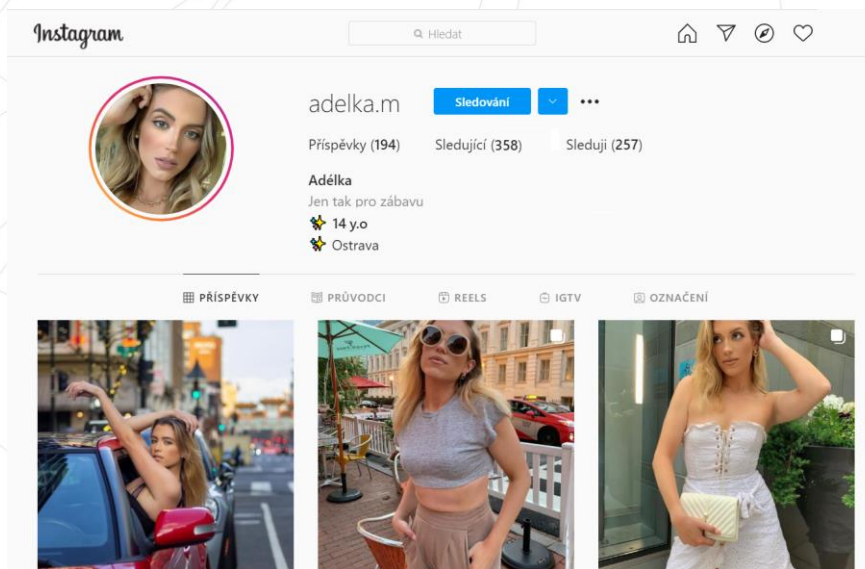 Instagram
Hledat
adelka.m
Sledování
Příspěvky (194) Sledující (358) Sleduji (257)
Adélka
Jen tak pro zábavu
14 y.o
Ostrava
PŘÍSPĚVKY PRŮVODCI REELS IGTV OZNAČENÍ